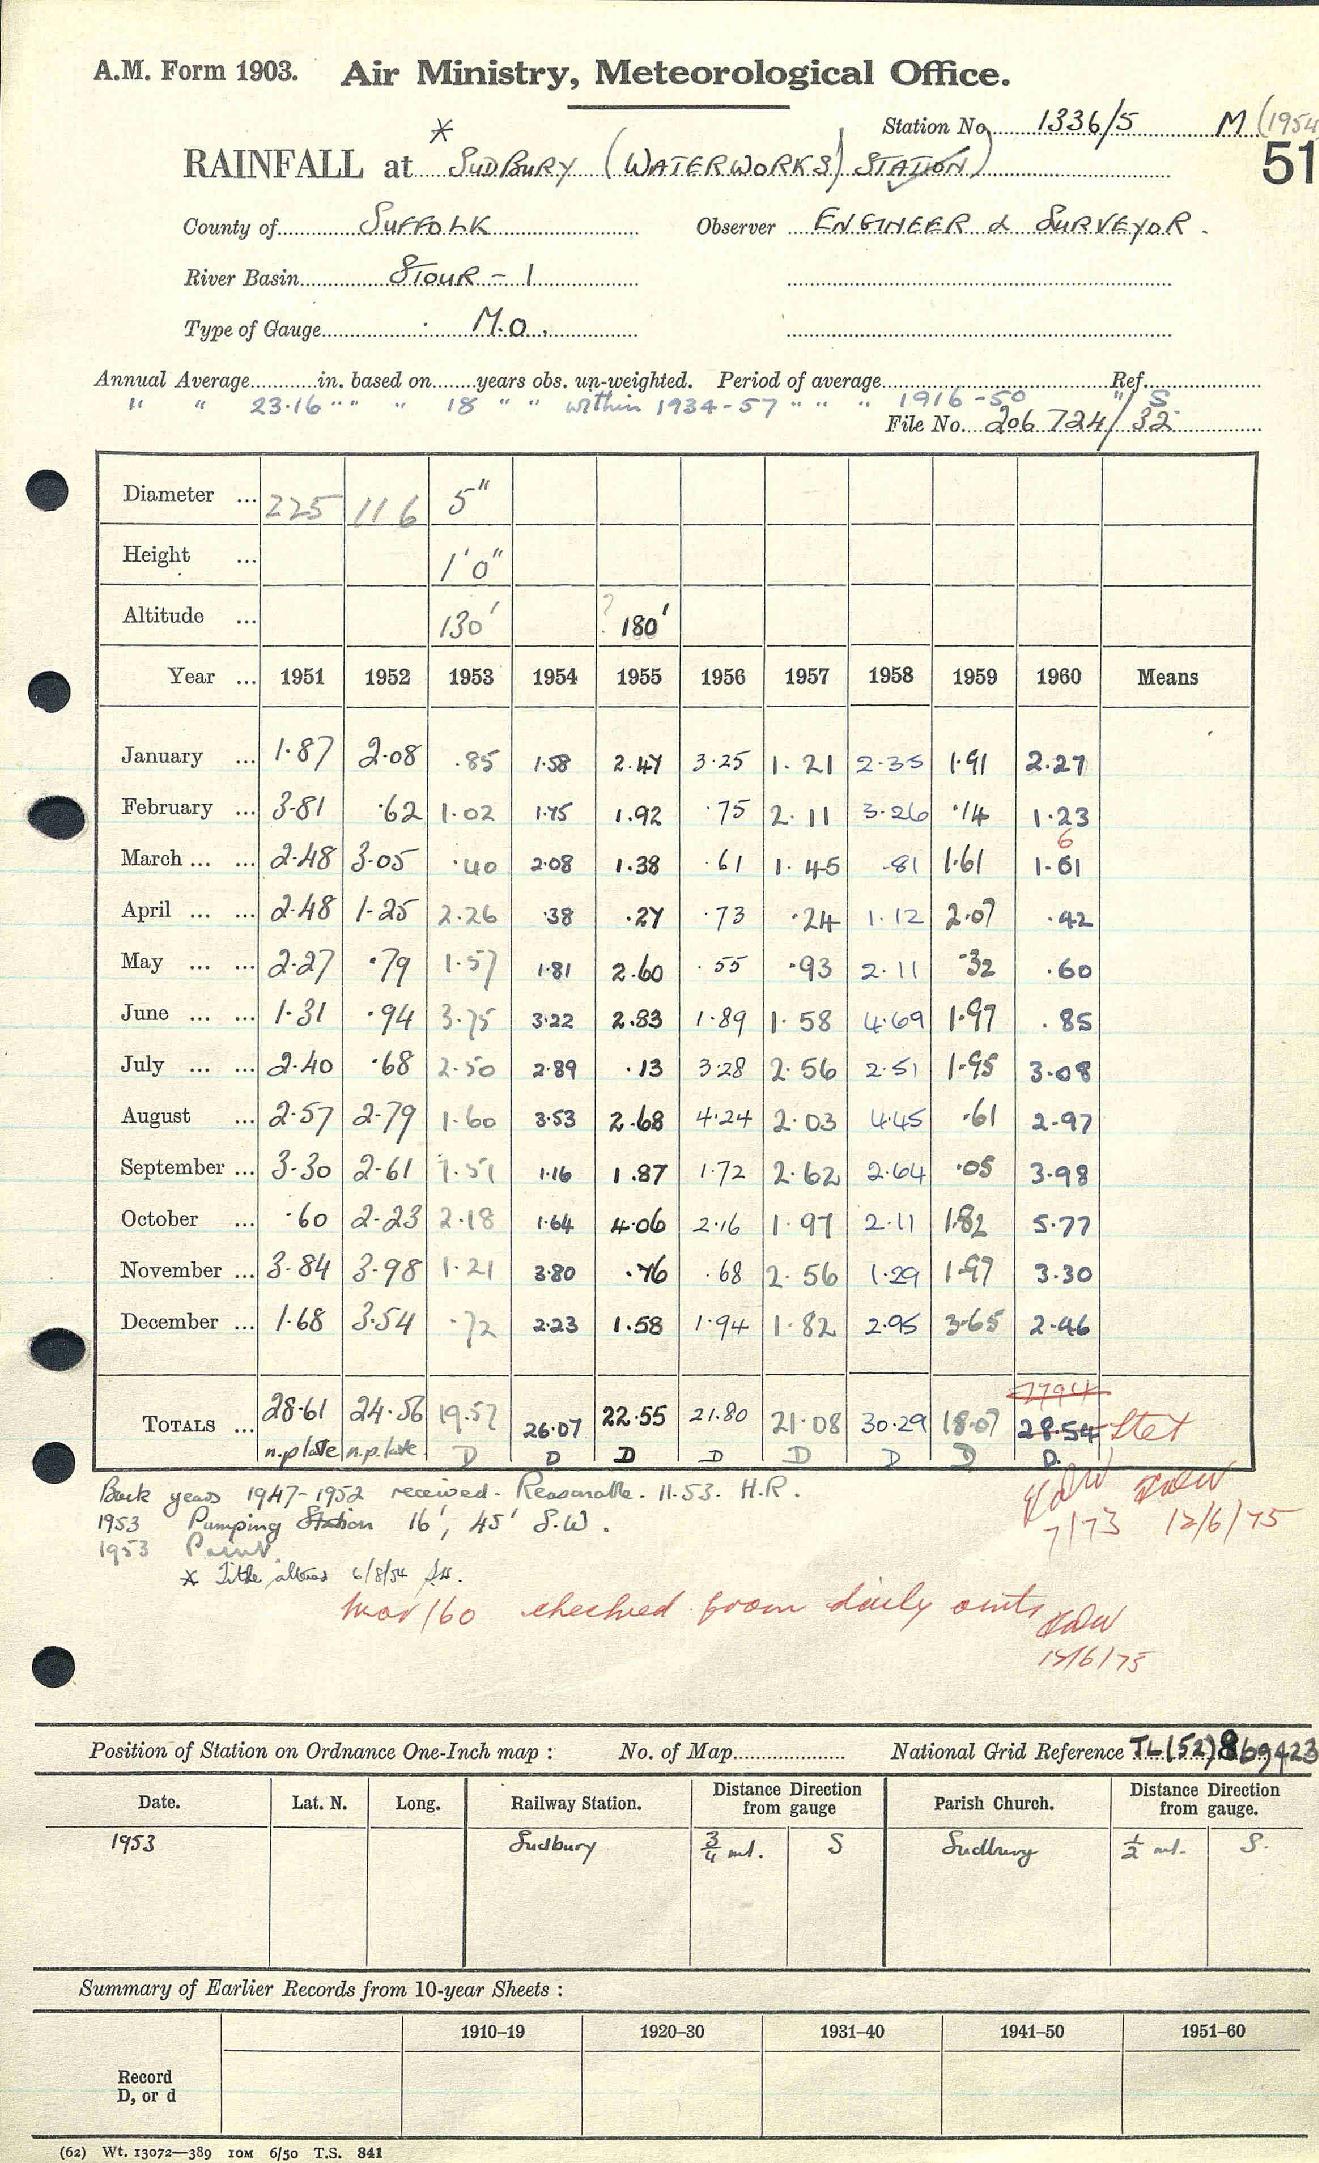 A.M. Form 1903. Air Ministry, Meteorological Office.
Station No. 1336/5 M (1954
51
* RAINFALL at SUDBURY (WATERWORKS) STATION)
County of SUFFOLK Observer ENGINEER & SURVEYOR.
River Basin STOUR - 1
Type of Gauge M.O.
Annual Average in. based on years obs. un-weighted. Period of average Ref.
" " 23.16 " " " 18 " " within 1934-57 " " " 1916-50 " S.
File No. 206724/32
Diameter ... 225 116 5"
Height ... 1'0"
Altitude ... 130' ? 180'
Year ... 1951 1952 1953 1954 1955 1956 1957 1958 1959 1960 Means
January ... 1.87 2.08 .85 1.58 2.47 3.25 1.21 2.35 1.91 2.27
February ... 3.81 .62 1.02 1.75 1.92 .75 2.11 3.26 .14 1.23
6
March ... ... 2.48 3.05 .40 2.08 1.38 .61 1.45 .81 1.61 1.61
April ... ... 2.48 1.25 2.26 .38 .27 .73 .24 1.12 2.07 .42
May ... ... 2.27 .79 1.57 1.81 2.60 .55 .93 2.11 .32 .60
June ... ... 1.31 .94 3.75 3.22 2.83 1.89 1.58 4.69 1.97 .85
July ... ... 2.40 .68 2.50 2.89 .13 3.28 2.56 2.51 1.95 3.08
August ... 2.57 2.79 1.60 3.53 2.68 4.24 2.03 4.45 .61 2.97
September ... 3.30 2.61 1.51 1.16 1.87 1.72 2.62 2.64 .05 3.98
October ... .60 2.23 2.18 1.64 4.06 2.16 1.97 2.11 1.82 5.77
November ... 3.84 3.98 1.21 3.80 .76 .68 2.56 1.29 1.97 3.30
December ... 1.68 3.54 .72 2.23 1.58 1.94 1.82 2.95 3.65 2.46
TOTALS ... 28.61 24.56 19.57 26.07 22.55 21.80 21.08 30.29 18.07 28.54 Stet
n.p late n.p. late D D D D D D D D.
Back years 1947-1952 received. Reasonable. 11.53. H.R.
1953 Pumping Station 16', 45' S.W.
7/73 12/6/75
1953
* Title altered 6/8/54
Mar/60 checked from daily amts
12/6/75
Position of Station on Ordnance One-Inch map : No. of Map National Grid Reference TL(52)869423
Date. Lat. N. Long. Railway Station. Distance from gauge Direction Parish Church. Distance from gauge. Direction
1953 Sudbury 3/4 ml. S Sudbury 1/2 ml. S.
Summary of Earlier Records from 10-year Sheets :
1910–19 1920–30 1931–40 1941–50 1951–60
Record
D, or d
(62) Wt. 13072—389 10M 6/50 T.S. 841